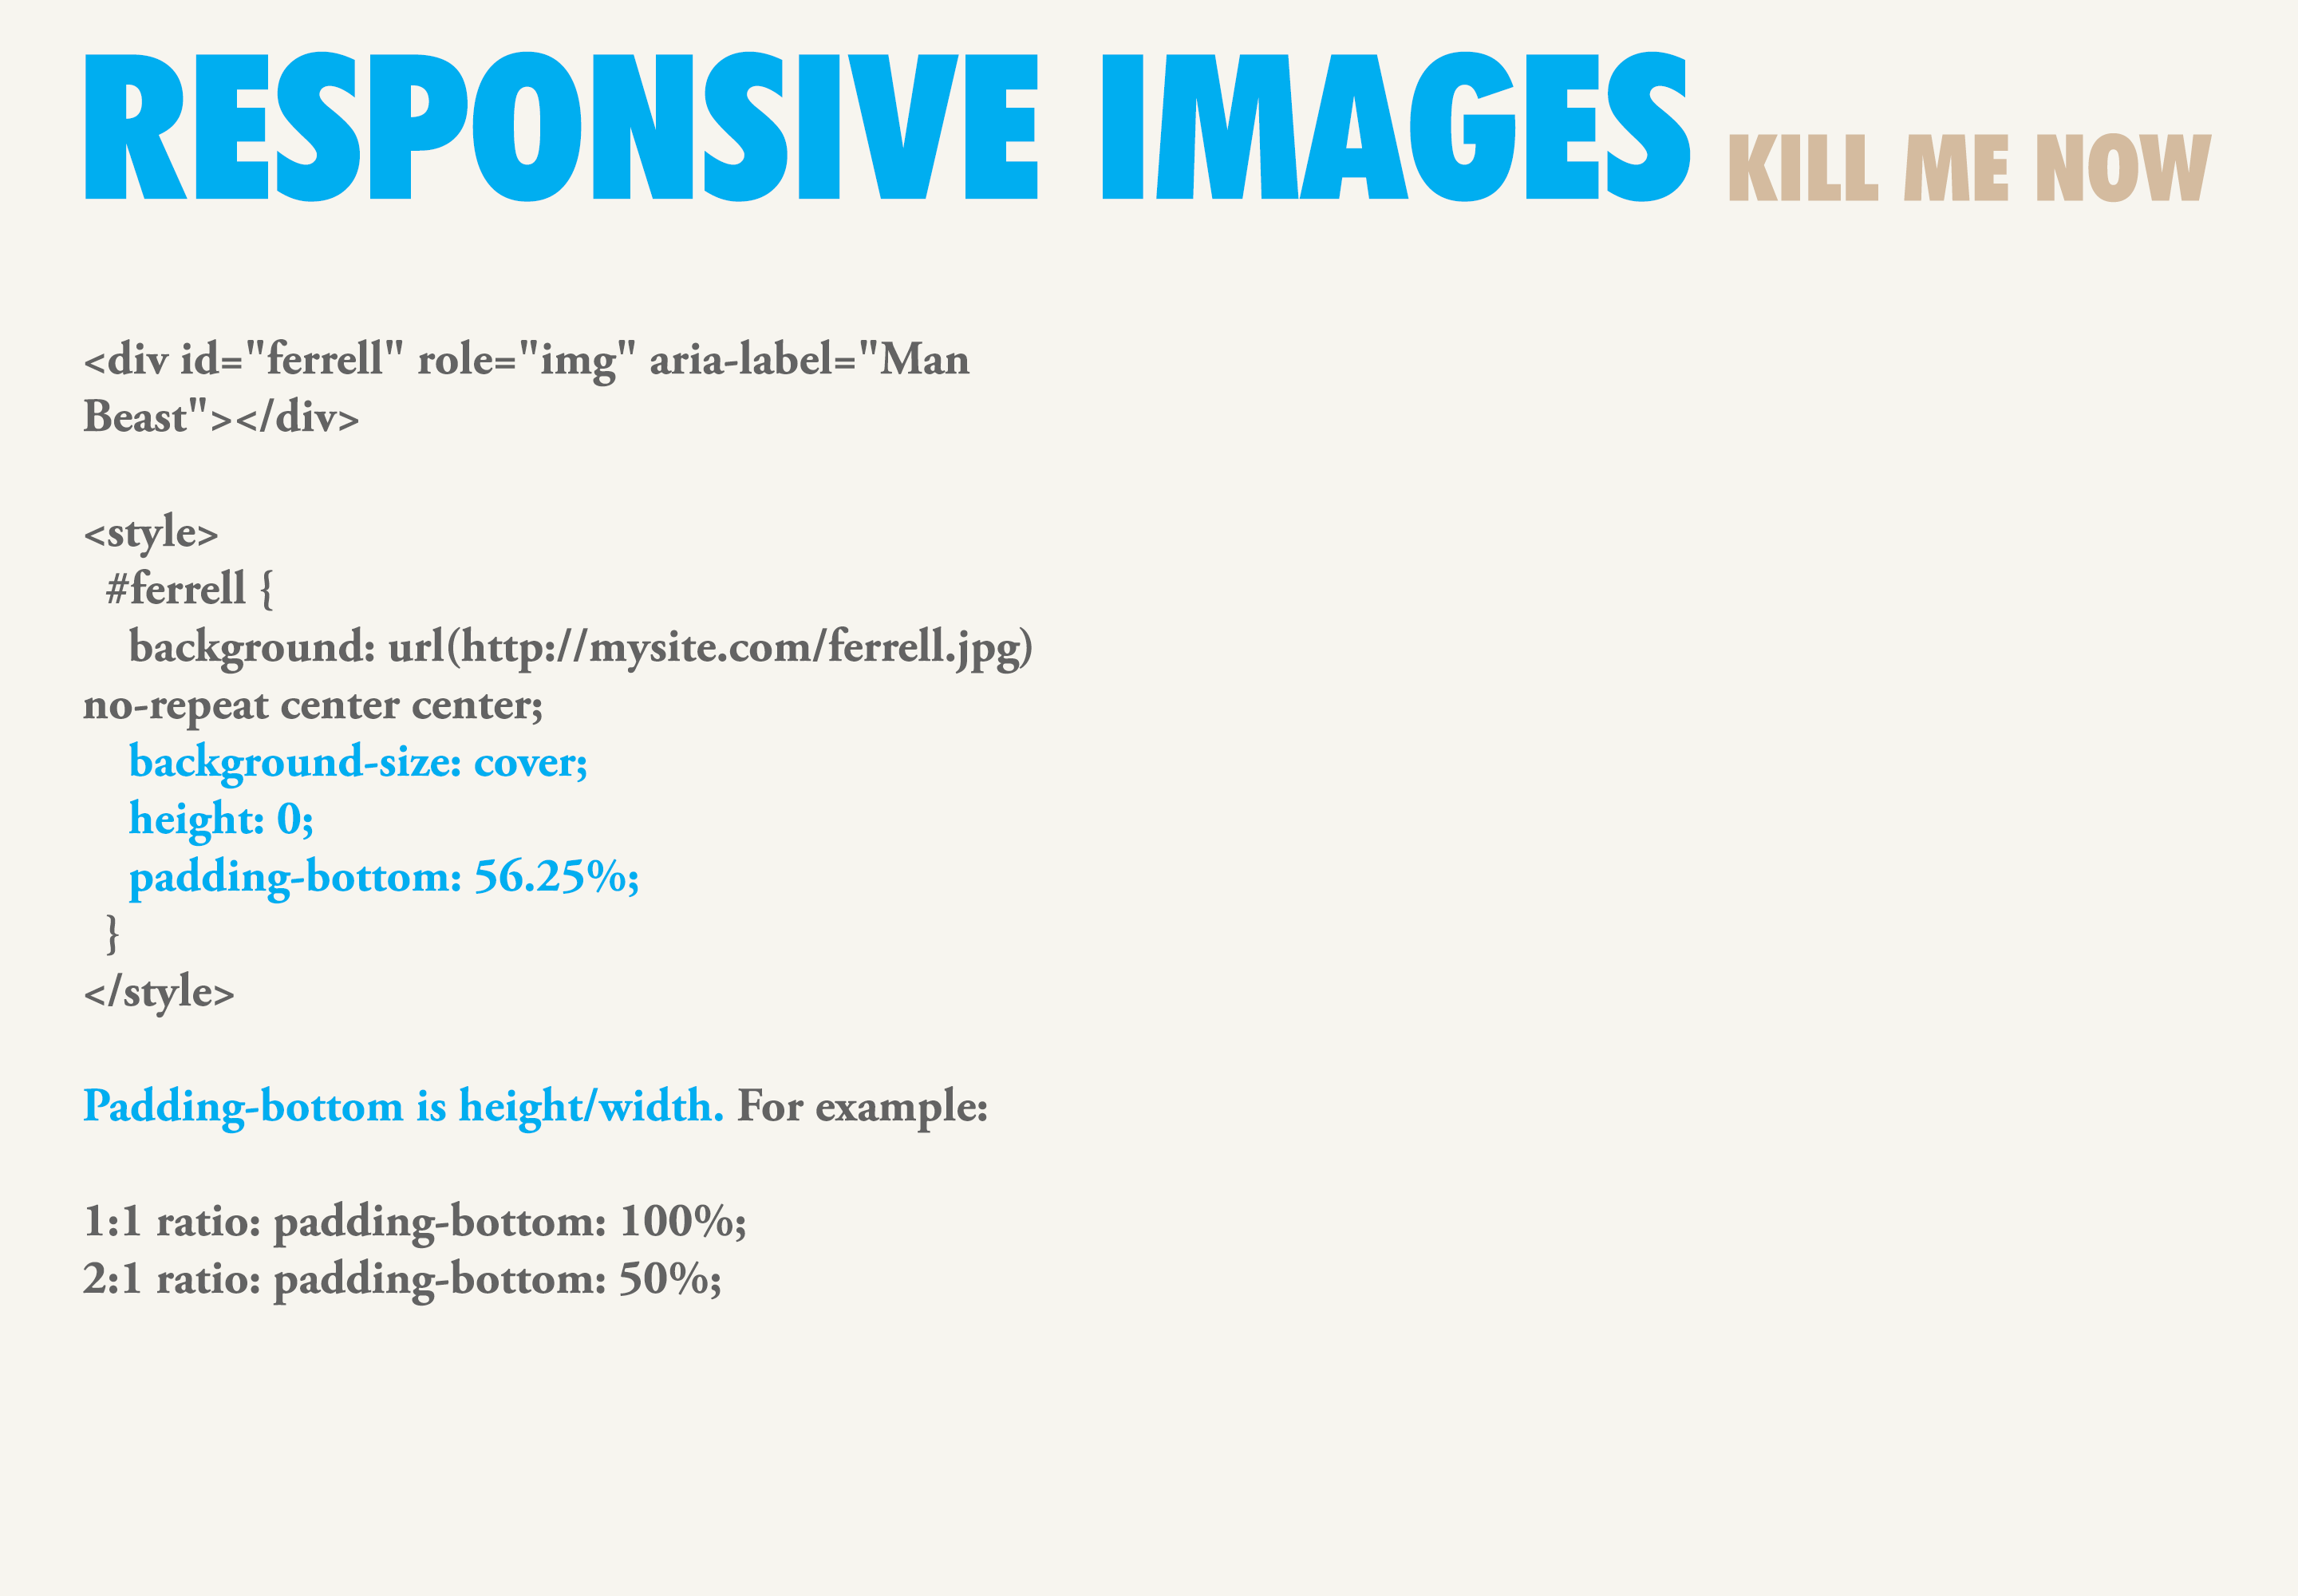 RESPONSIVE IMAGES KILL ME NOW
<div id="ferrell" role="img" aria-label="Man
Beast"></div>
<style>
#ferrell {
background: url(http://mysite.com/ferrell.jpg)
no-repeat center center;
background-size: cover;
height: 0;
padding-bottom: 56.25%;
}
</style>
Padding-bottom is height/width. For example:
1:1 ratio: padding-bottom: 100%;
2:1 ratio: padding-bottom: 50%;